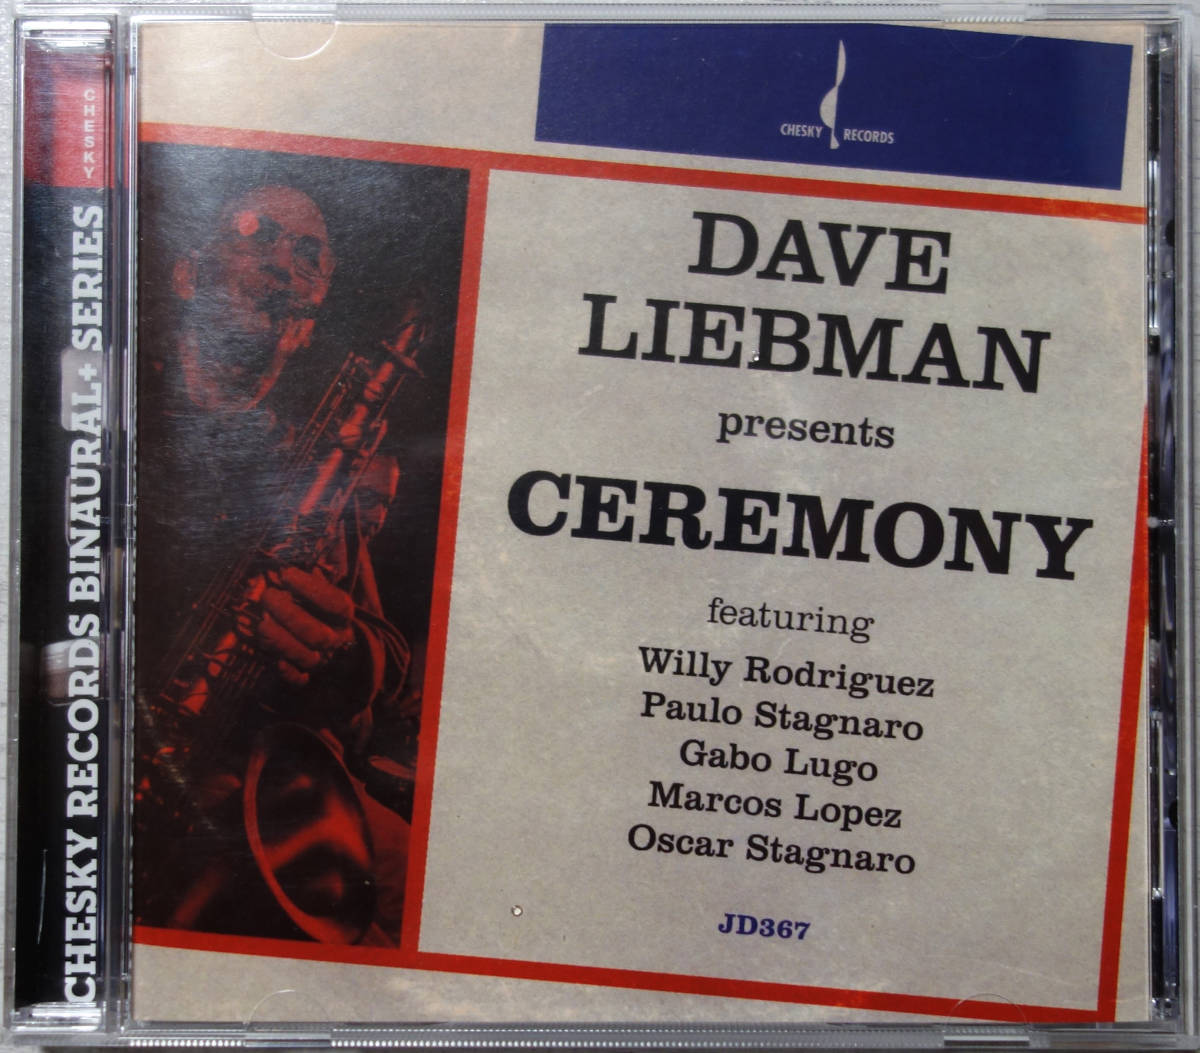 CHESKY
CHESKY RECORDS BINAURAL+ SERIES
CHESKY RECORDS
DAVE
LIEBMAN
presents
CEREMONY
featuring
Willy Rodriguez
Paulo Stagnaro
Gabo Lugo
Marcos Lopez
Oscar Stagnaro
JD367